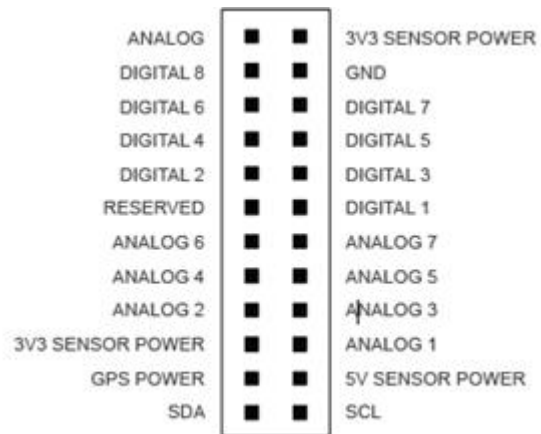 ANALOG 3V3 SENSOR POWER
DIGITAL 8 GND
DIGITAL 6 DIGITAL 7
DIGITAL 4 DIGITAL 5
DIGITAL 2 DIGITAL 3
RESERVED DIGITAL 1
ANALOG 6 ANALOG 7
ANALOG 4 ANALOG 5
ANALOG 2 ANALOG 3
3V3 SENSOR POWER ANALOG 1
GPS POWER 5V SENSOR POWER
SDA SCL